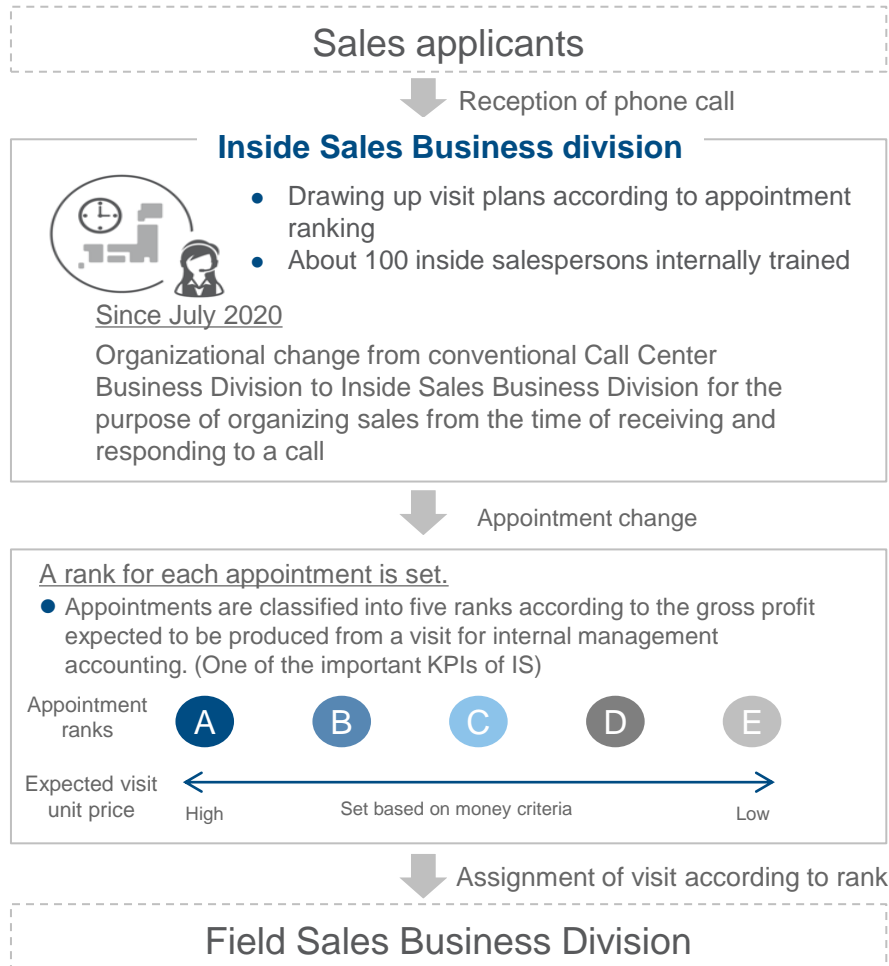 Sales applicants
Reception of phone call
Inside Sales Business division
● Drawing up visit plans according to appointment
ranking
● About 100 inside salespersons internally trained
Since July 2020
Organizational change from conventional Call Center
Business Division to Inside Sales Business Division for the
purpose of organizing sales from the time of receiving and
responding to a call
Appointment change
A rank for each appointment is set.
● Appointments are classified into five ranks according to the gross profit
expected to be produced from a visit for internal management
accounting. (One of the important KPIs of IS)
Appointment
ranks
A B C D E
Expected visit
unit price
High Set based on money criteria Low
Assignment of visit according to rank
Field Sales Business Division